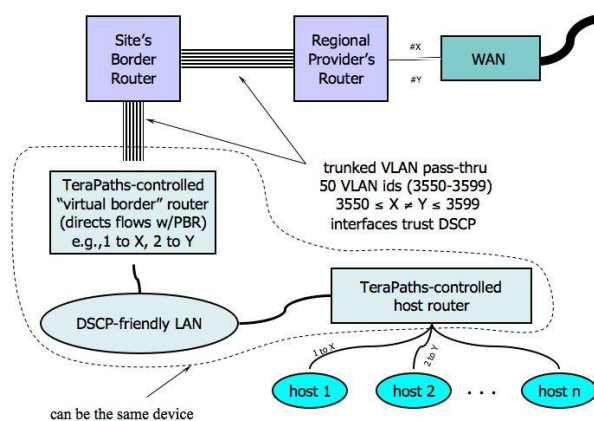 Site's
Border
Router
Regional
Provider's
Router
#X
#Y
WAN
trunked VLAN pass-thru
50 VLAN ids (3550-3599)
3550 ≤ X ≠ Y ≤ 3599
interfaces trust DSCP
TeraPaths-controlled
"virtual border" router
(directs flows w/PBR)
e.g.,1 to X, 2 to Y
TeraPaths-controlled
host router
DSCP-friendly LAN
1 to X
2 to Y
host 1
host 2
. . .
host n
can be the same device